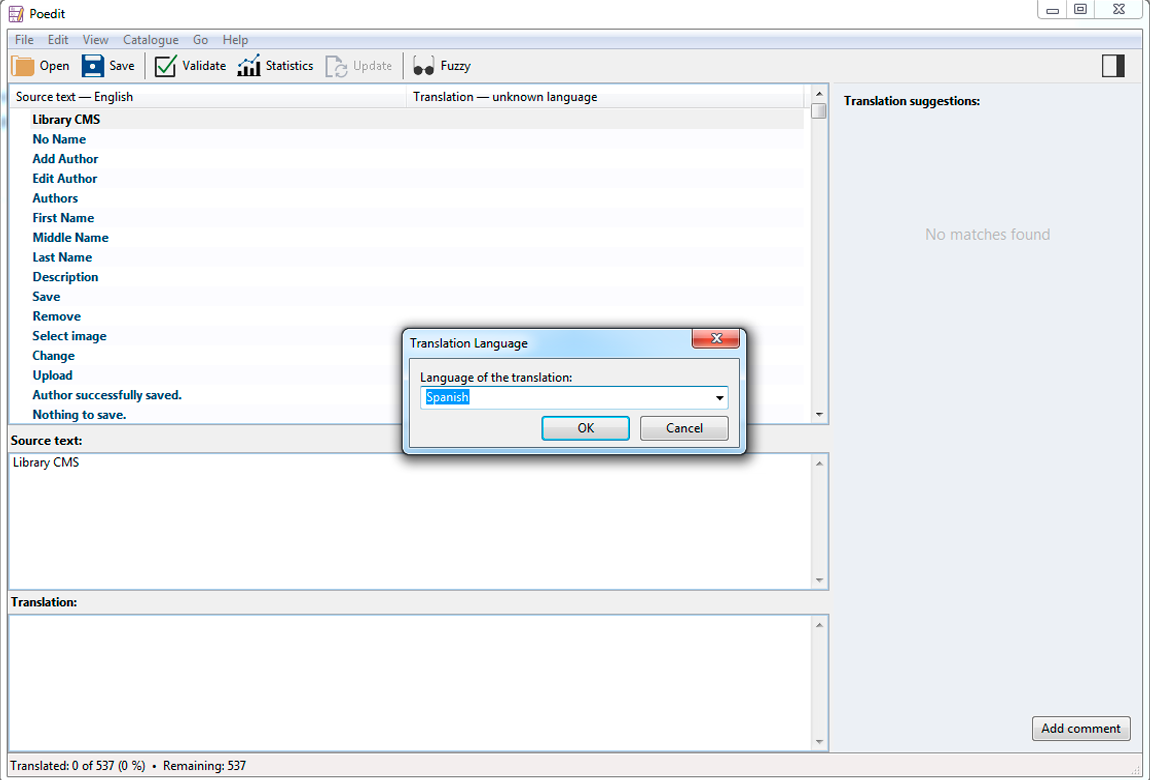 Poedit
File Edit View Catalogue Go Help
Open Save Validate Statistics Update Fuzzy
Source text — English Translation — unknown language
Translation suggestions:
Library CMS
No Name
Add Author
Edit Author
Authors
First Name
Middle Name
Last Name
Description
Save
Remove
Select image
Change
Upload
Author successfully saved.
Nothing to save.
No matches found
Translation Language
Language of the translation:
Spanish
OK Cancel
Source text:
Library CMS
Translation:
Add comment
Translated: 0 of 537 (0 %) • Remaining: 537